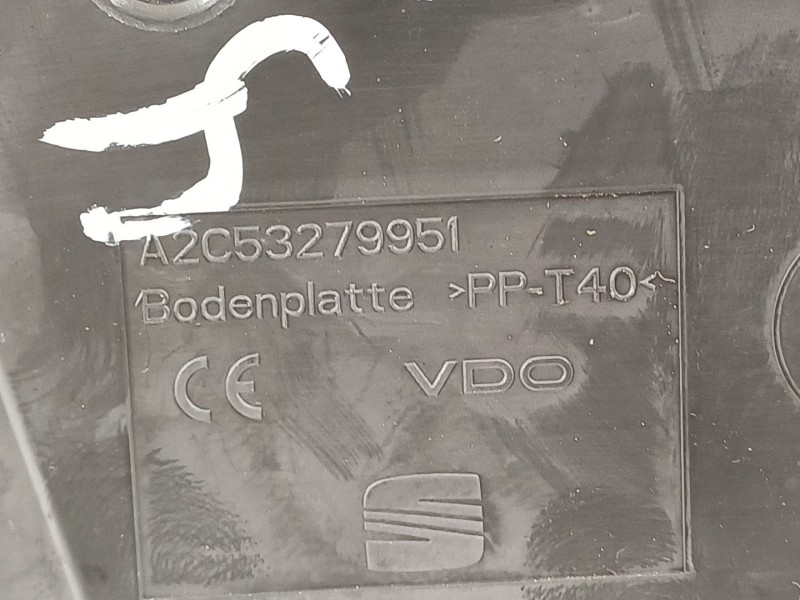 A2C53279951
Bodenplatte >PP-T40<
CE VDO
S